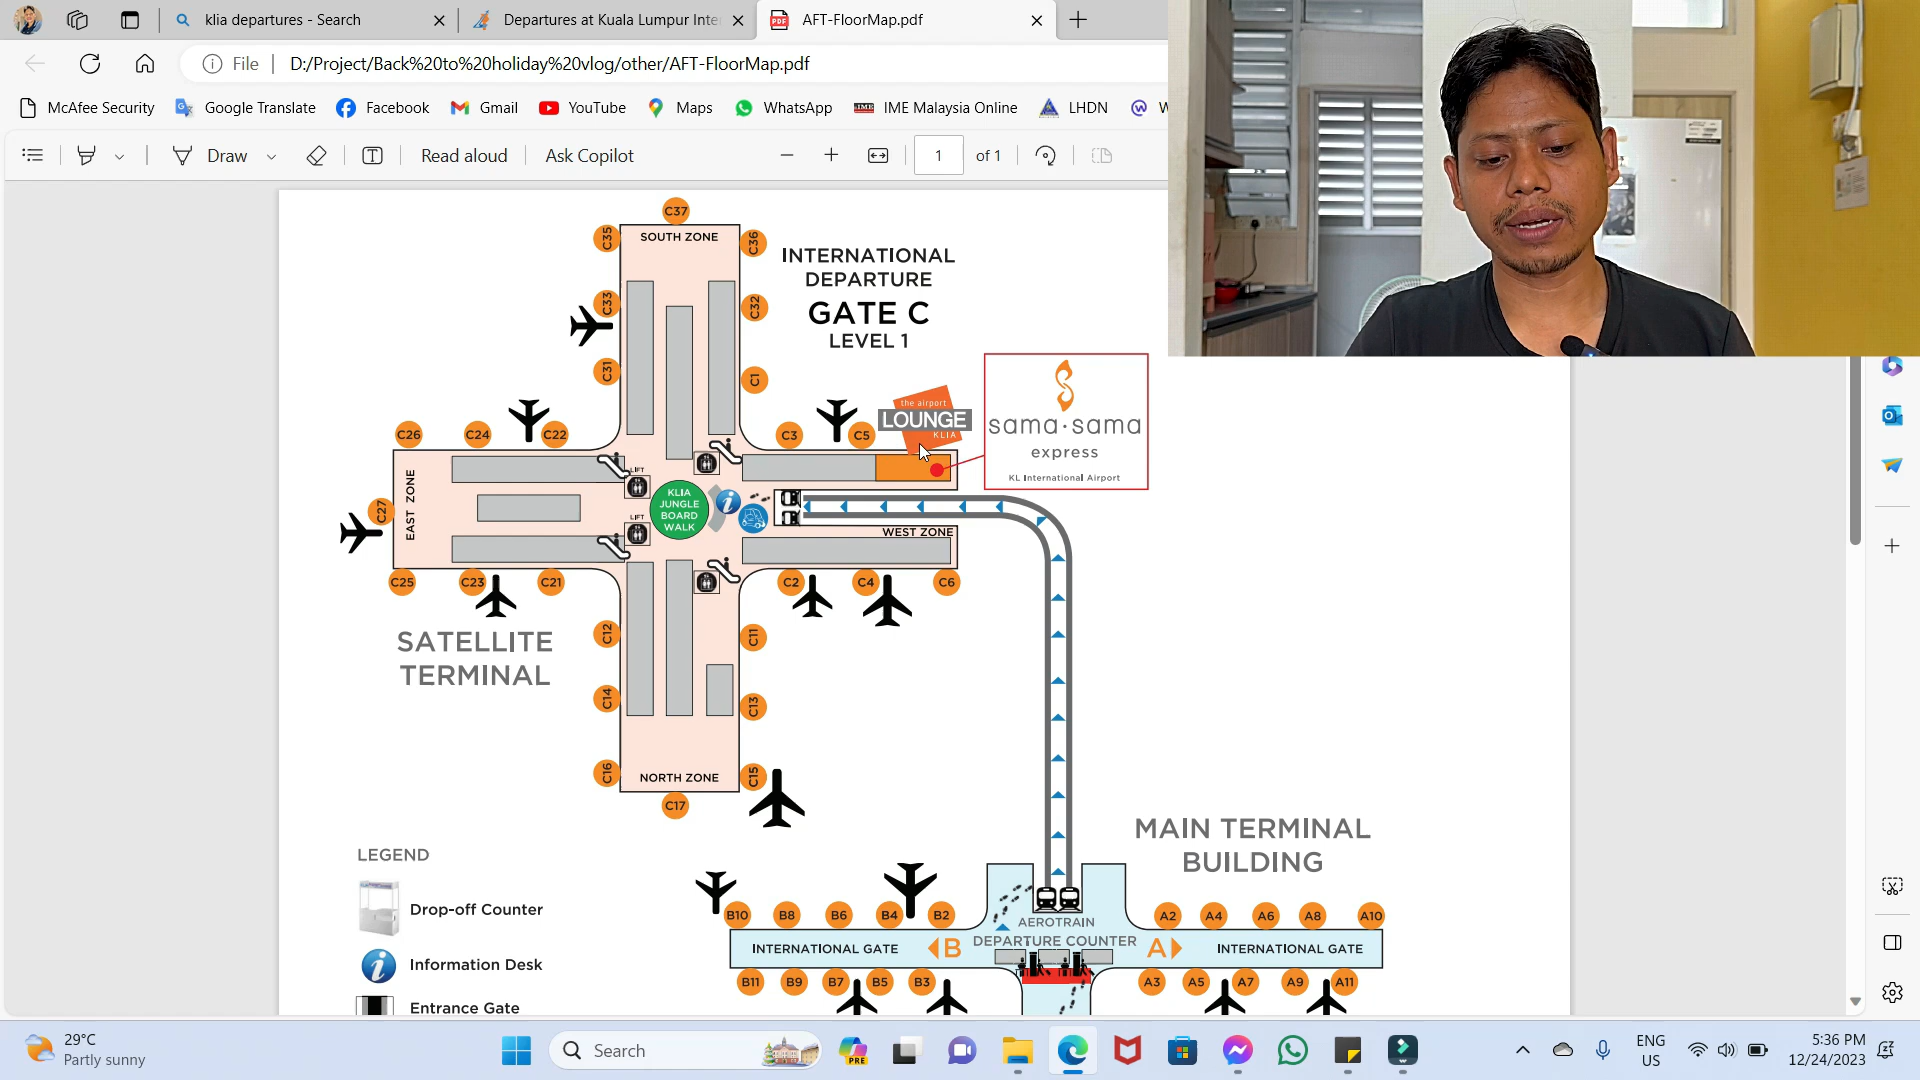 klia departures - Search
Departures at Kuala Lumpur Inte
AFT-FloorMap.pdf
File
D:/Project/Back%20to%20holiday%20vlog/other/AFT-FloorMap.pdf
McAfee Security
Google Translate
Facebook
Gmail
YouTube
Maps
WhatsApp
IME Malaysia Online
LHDN
W
Draw
Read aloud
Ask Copilot
1
of 1
C37
C35
SOUTH ZONE
C36
INTERNATIONAL
DEPARTURE
GATE C
LEVEL 1
C33
C32
C31
C1
the airport
LOUNGE
KLIA
sama·sama
express
KL International Airport
C26
C24
C22
C3
C5
LIFT
EAST ZONE
C27
KLIA
JUNGLE
BOARD
WALK
LIFT
WEST ZONE
C25
C23
C21
C2
C4
C6
SATELLITE
TERMINAL
C12
C11
C14
C13
C16
NORTH ZONE
C15
C17
MAIN TERMINAL
BUILDING
LEGEND
Drop-off Counter
Information Desk
Entrance Gate
B10
B8
B6
B4
B2
A2
A4
A6
A8
A10
AEROTRAIN
DEPARTURE COUNTER
INTERNATIONAL GATE
B
A
INTERNATIONAL GATE
B11
B9
B7
B5
B3
A3
A5
A7
A9
A11
29°C
Partly sunny
Search
PRE
ENG
US
5:36 PM
12/24/2023